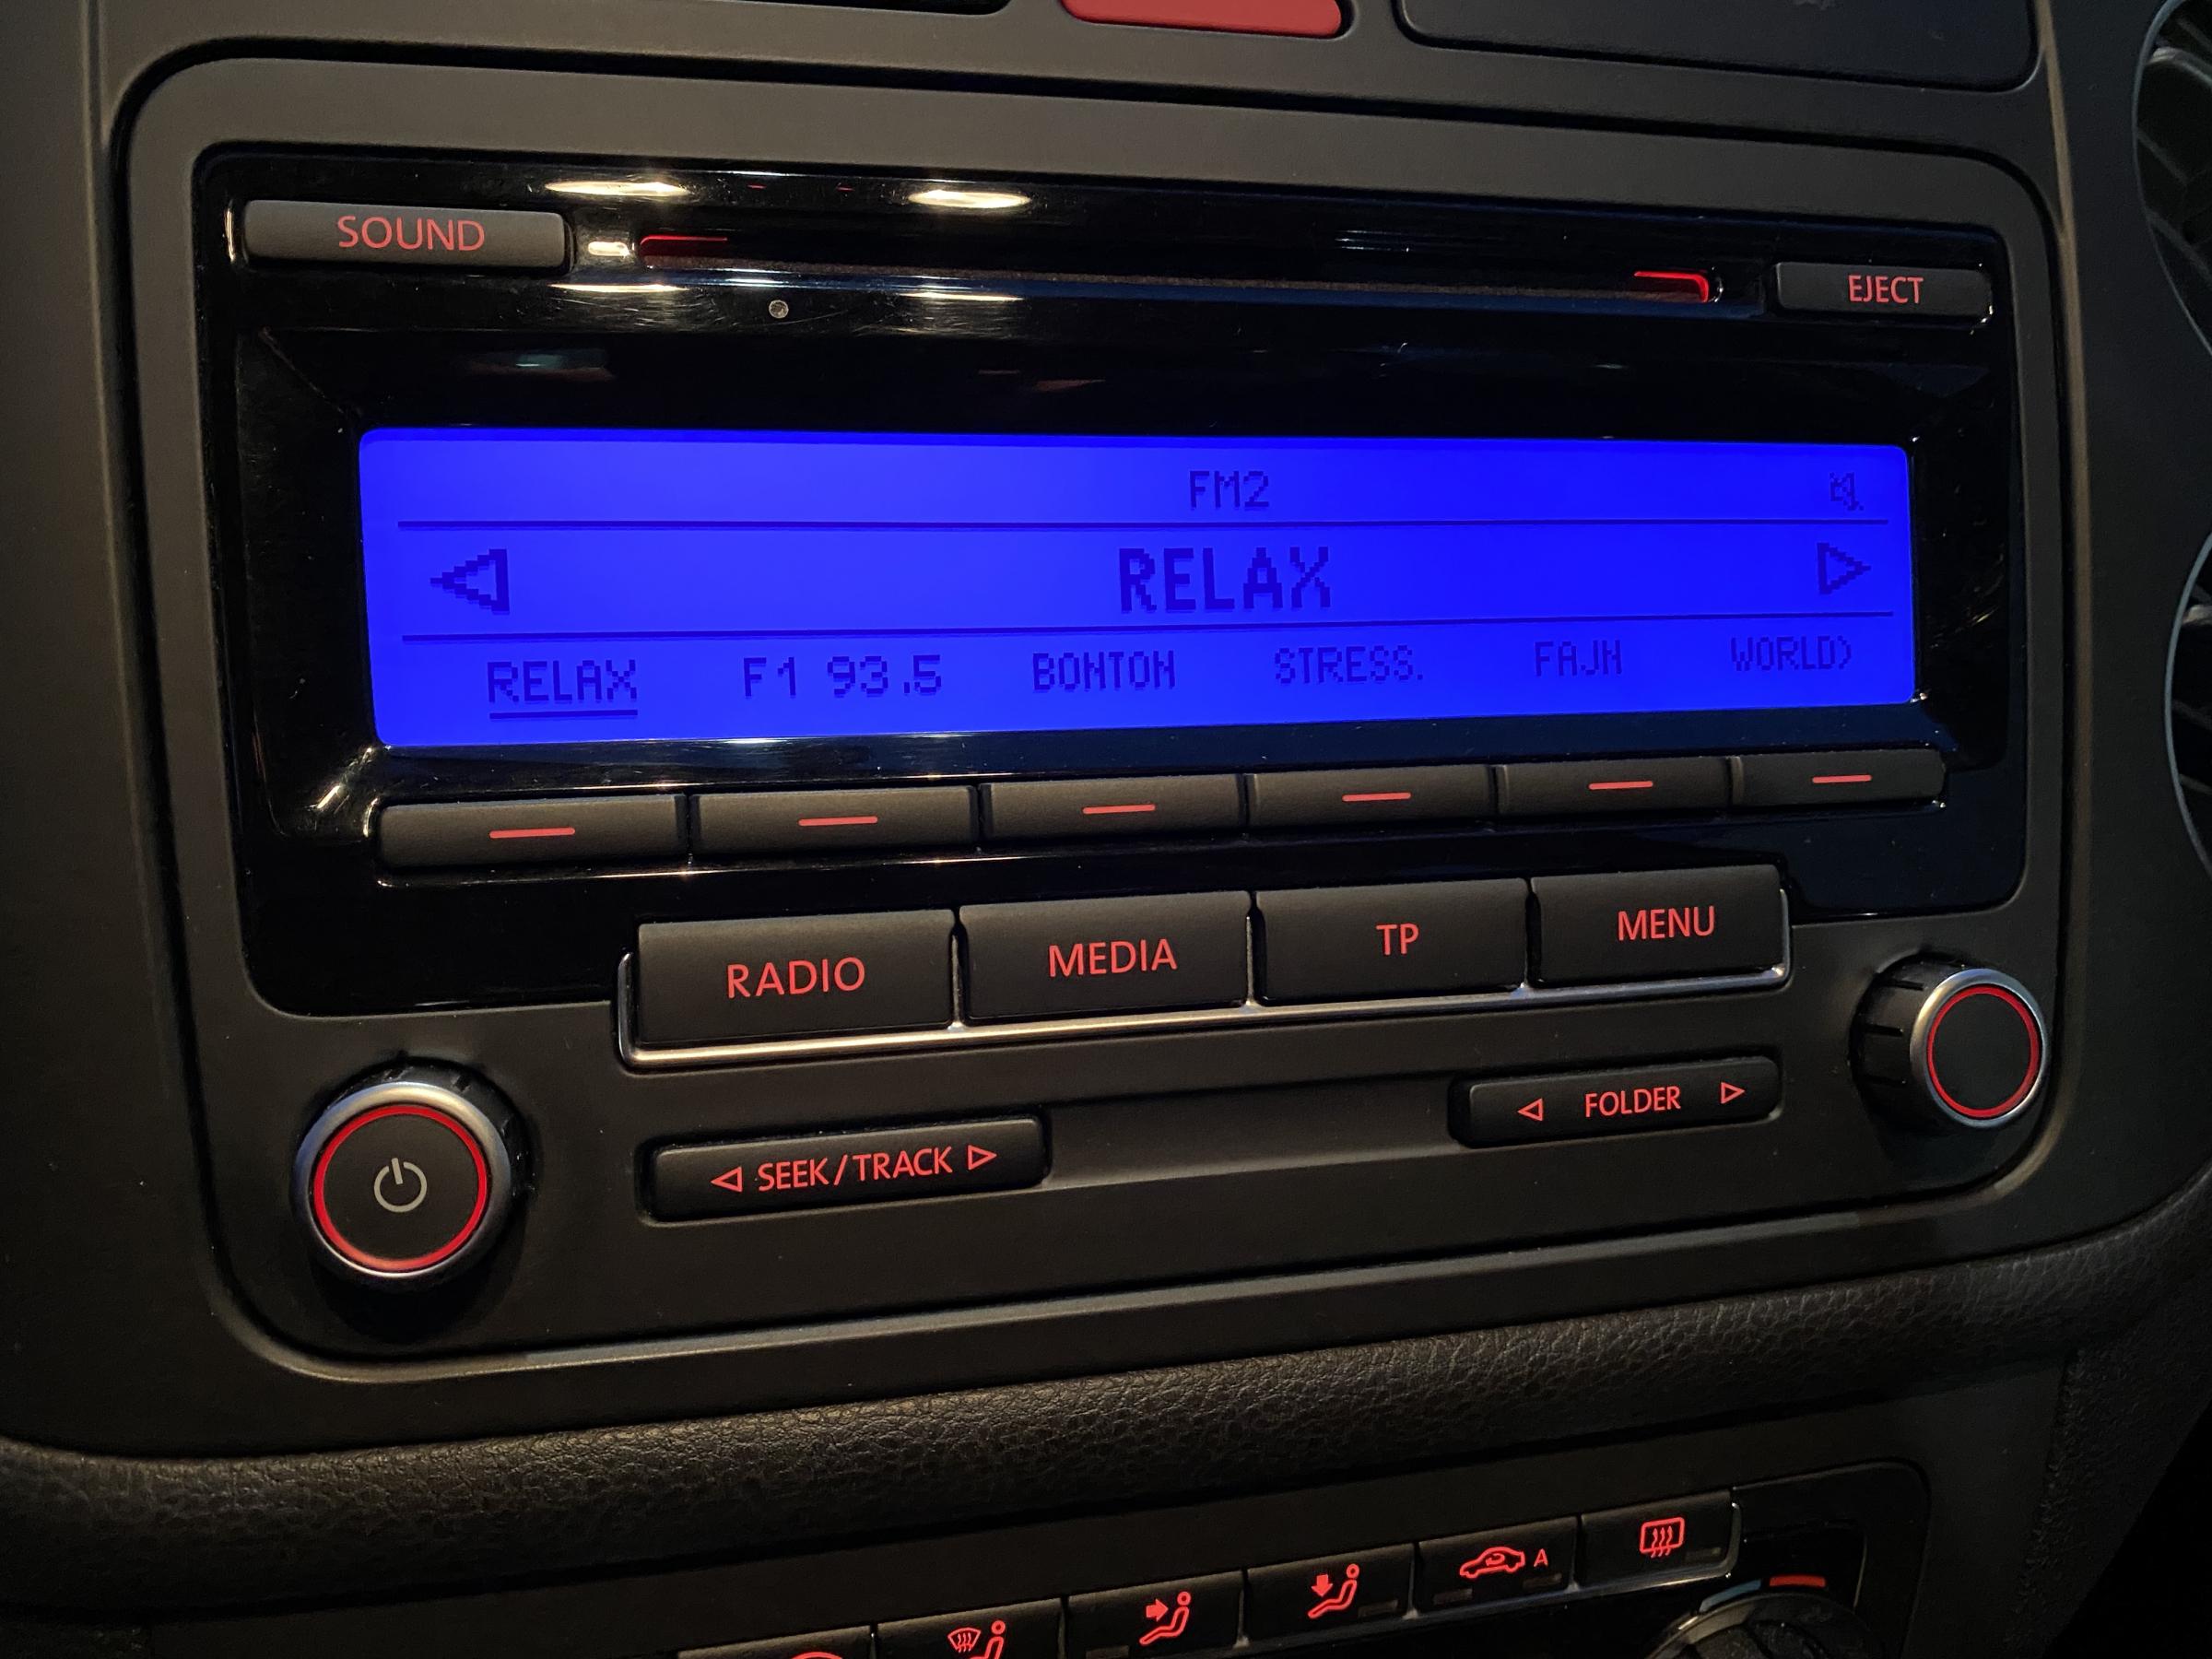 SOUND
EJECT
FM2
RELAX
RELAX F1 93.5 BONTON STRESS. FAJN WORLD>
RADIO MEDIA TP MENU
SEEK/TRACK
FOLDER
A